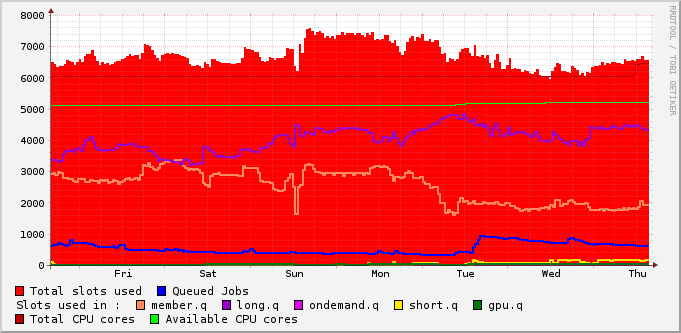 8000
7000
6000
5000
4000
3000
2000
1000
0
Fri Sat Sun Mon Tue Wed Thu
Total slots used Queued Jobs
Slots used in : member.q long.q ondemand.q short.q gpu.q
Total CPU cores Available CPU cores
RRDTOOL / TOBI OETIKER